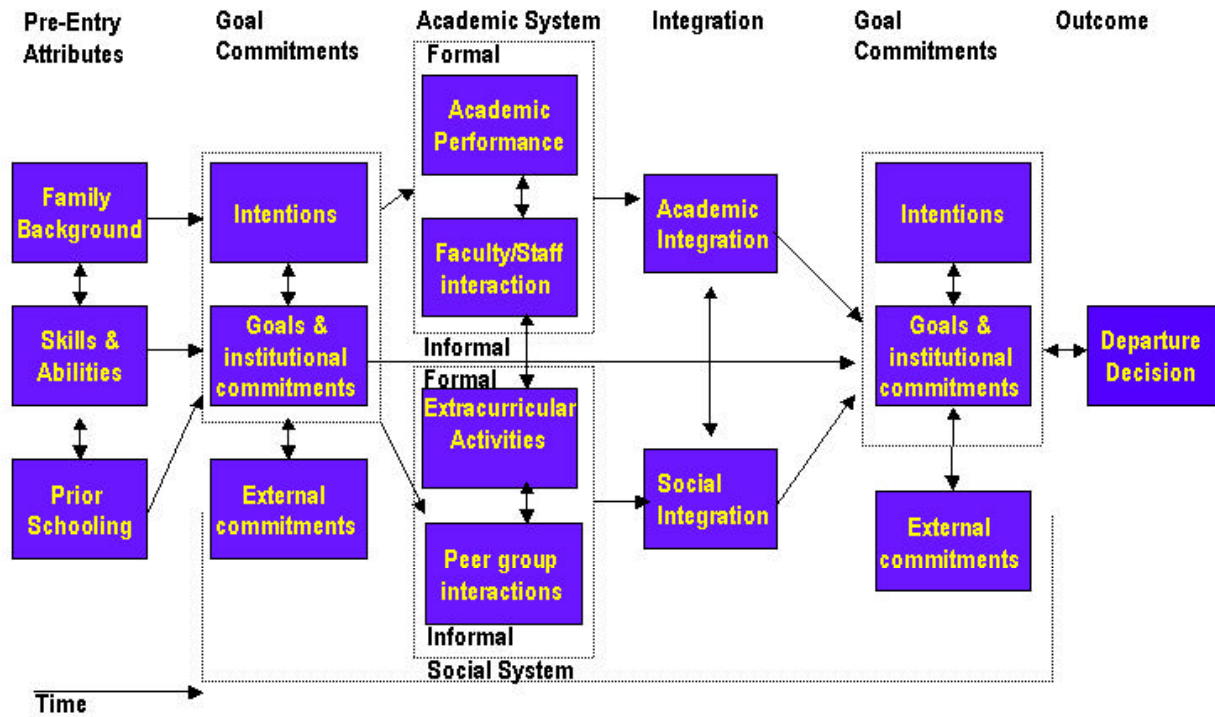 Pre-Entry
Attributes
Goal
Commitments
Academic System
Integration
Goal
Commitments
Outcome
Formal
Academic
Performance
Family
Background
Intentions
Faculty/Staff
interaction
Academic
Integration
Intentions
Skills &
Abilities
Goals &
institutional
commitments
Informal
Formal
Extracurricular
Activities
Goals &
institutional
commitments
Departure
Decision
Prior
Schooling
External
commitments
Peer group
interactions
Social
Integration
External
commitments
Informal
Social System
Time